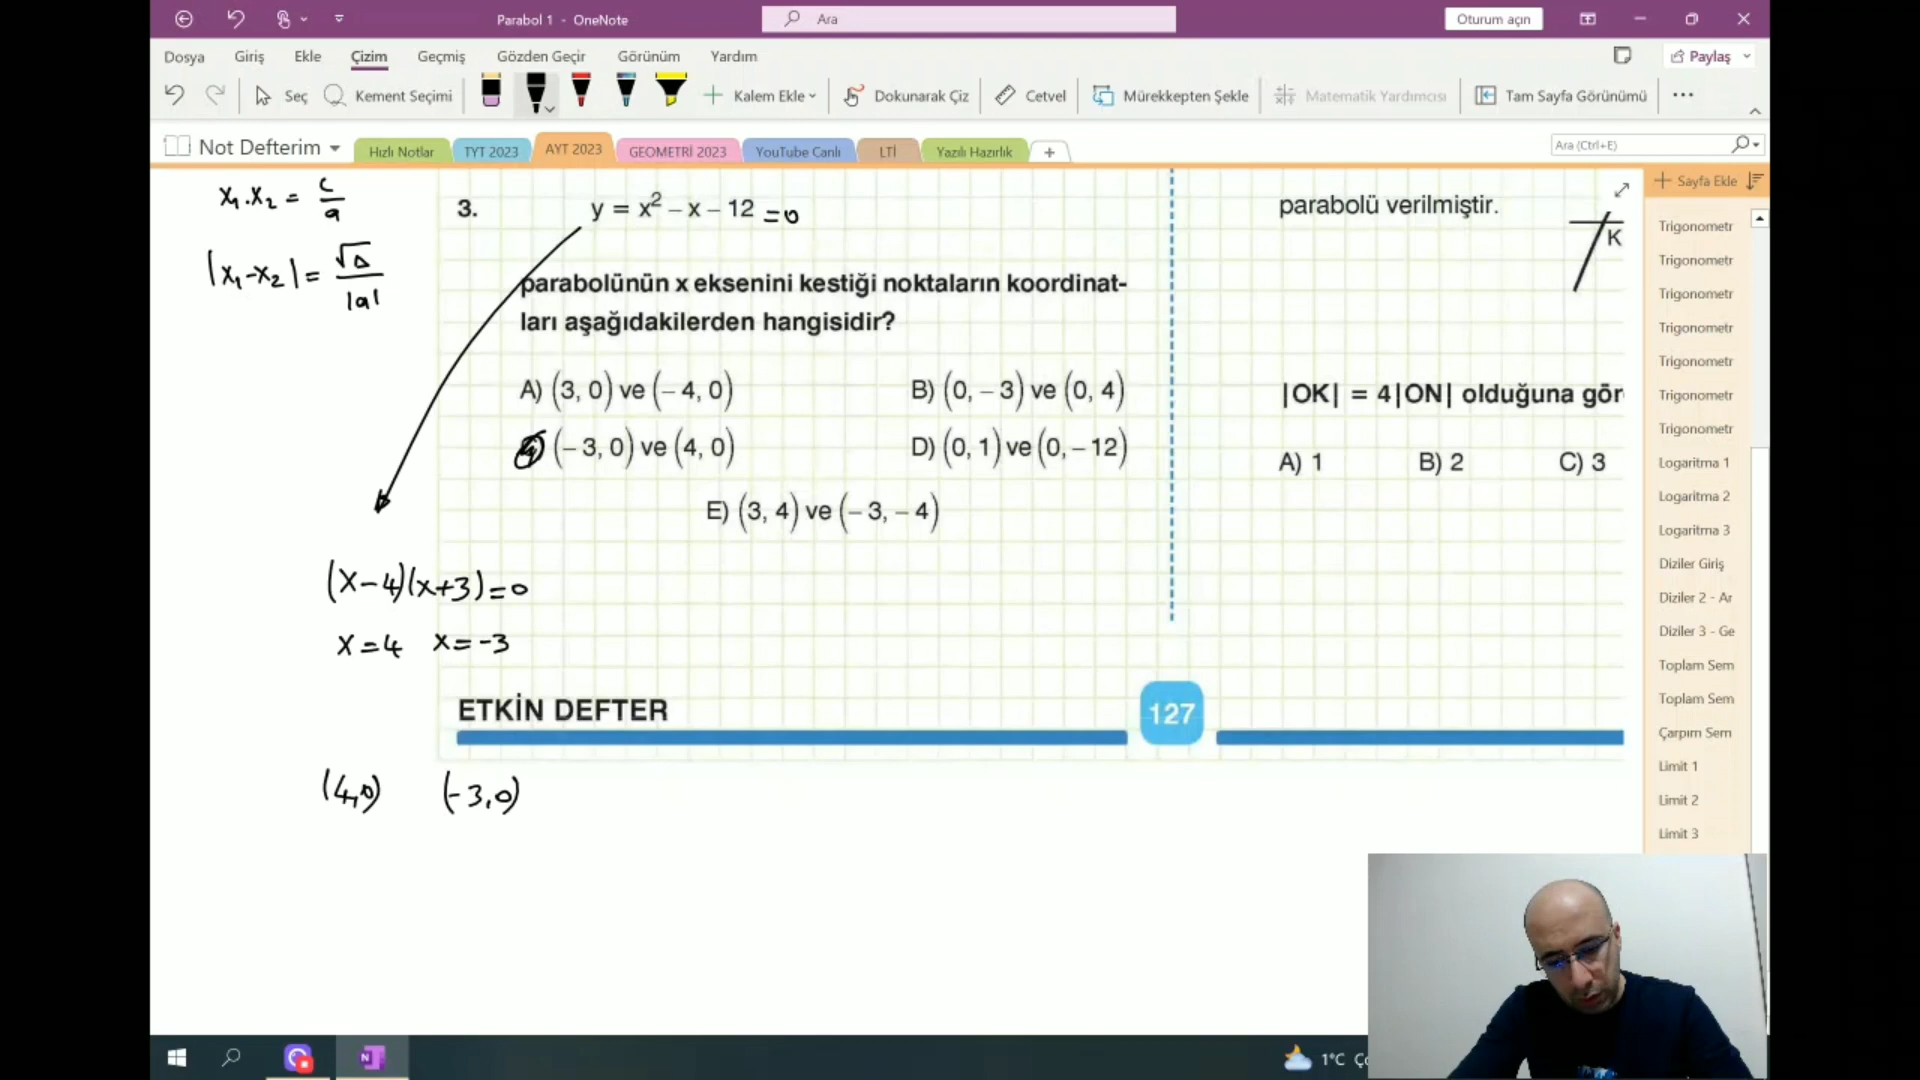 Parabol 1 - OneNote
Ara
Oturum açın
Dosya Giriş Ekle Çizim Geçmiş Gözden Geçir Görünüm Yardım
Paylaş
Seç Kement Seçimi Kalem Ekle Dokunarak Çiz Cetvel Mürekkepten Şekle Matematik Yardımcısı Tam Sayfa Görünümü
Not Defterim Hızlı Notlar TYT 2023 AYT 2023 GEOMETRİ 2023 YouTube Canlı LTİ Yazılı Hazırlık +
Ara (Ctrl+E)
Sayfa Ekle
x₁.x₂ = c/a
|x₁-x₂| = √Δ/|a|
3. y = x² – x – 12 =0
parabolünün x eksenini kestiği noktaların koordinat-
ları aşağıdakilerden hangisidir?
A) (3, 0) ve (– 4, 0) B) (0, – 3) ve (0, 4)
(– 3, 0) ve (4, 0) D) (0, 1) ve (0, – 12)
E) (3, 4) ve (– 3, – 4)
(x-4)(x+3)=0
x=4 x=-3
ETKİN DEFTER
127
(4,0) (-3,0)
parabolü verilmiştir.
K
|OK| = 4|ON| olduğuna gör
A) 1 B) 2 C) 3
Trigonometr
Trigonometr
Trigonometr
Trigonometr
Trigonometr
Trigonometr
Trigonometr
Logaritma 1
Logaritma 2
Logaritma 3
Diziler Giriş
Diziler 2 - Ar
Diziler 3 - Ge
Toplam Sem
Toplam Sem
Çarpım Sem
Limit 1
Limit 2
Limit 3
1°C Ço